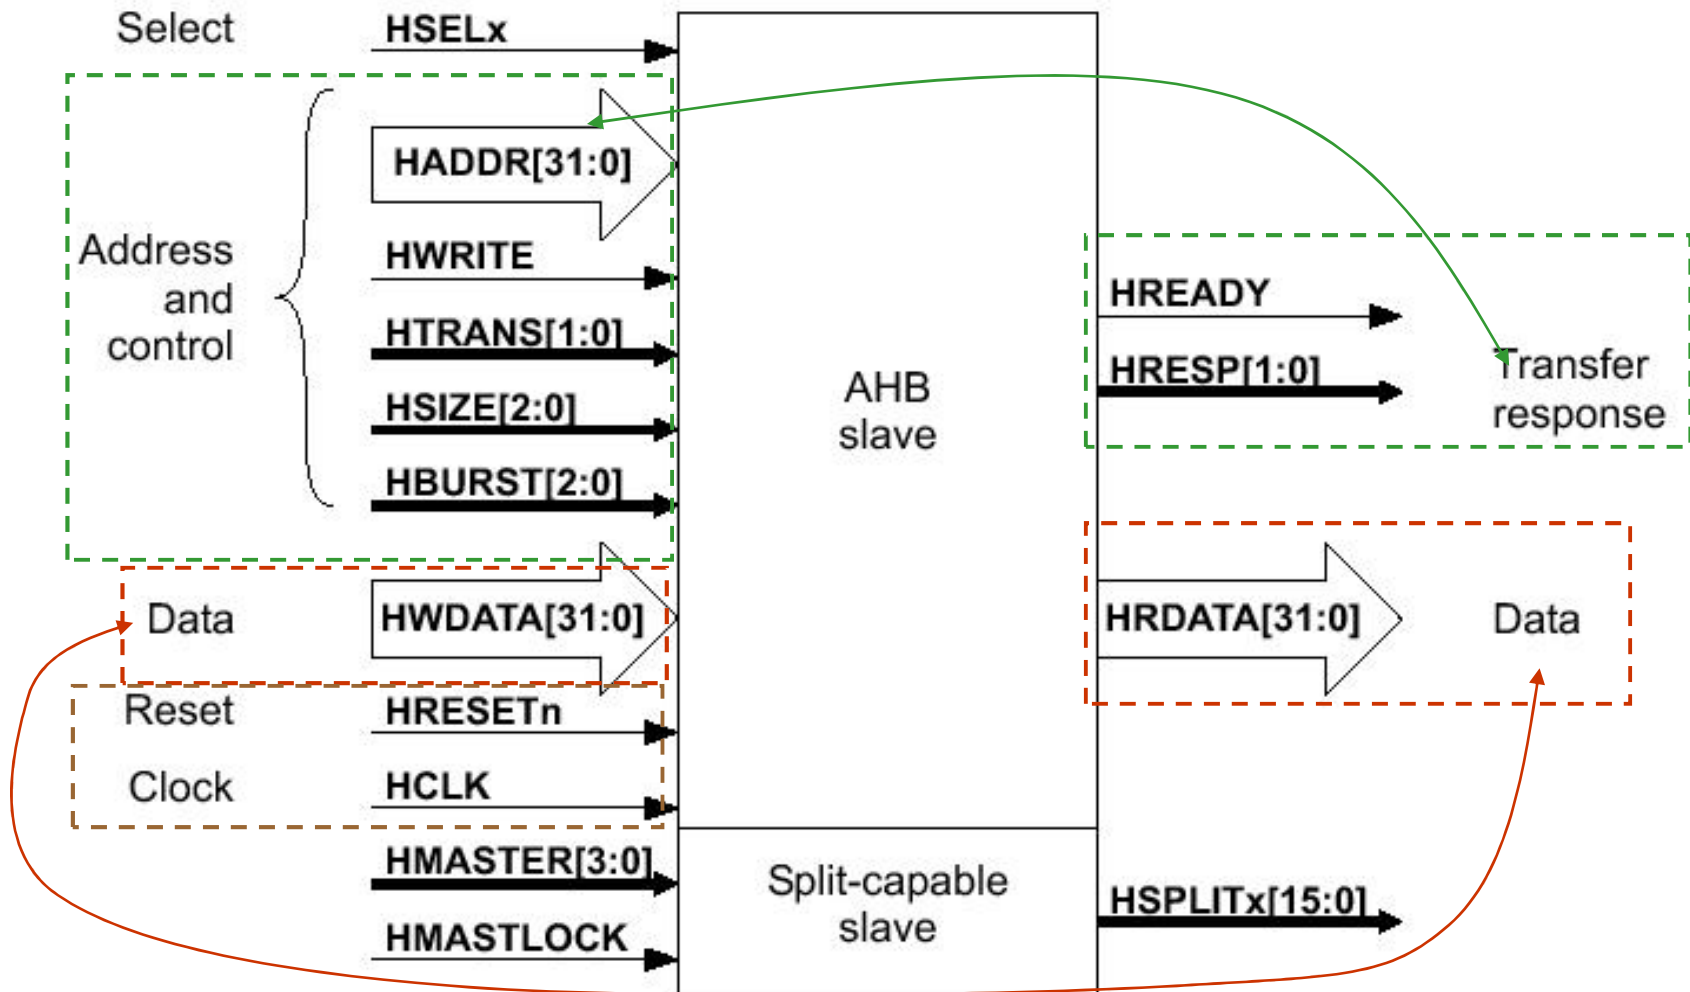 Select
HSELx
HADDR[31:0]
Address
and
control
HWRITE
HTRANS[1:0]
HSIZE[2:0]
HBURST[2:0]
Data
HWDATA[31:0]
Reset
HRESETn
Clock
HCLK
HMASTER[3:0]
HMASTLOCK
AHB
slave
Split-capable
slave
HREADY
HRESP[1:0]
Transfer
response
HRDATA[31:0]
Data
HSPLITx[15:0]